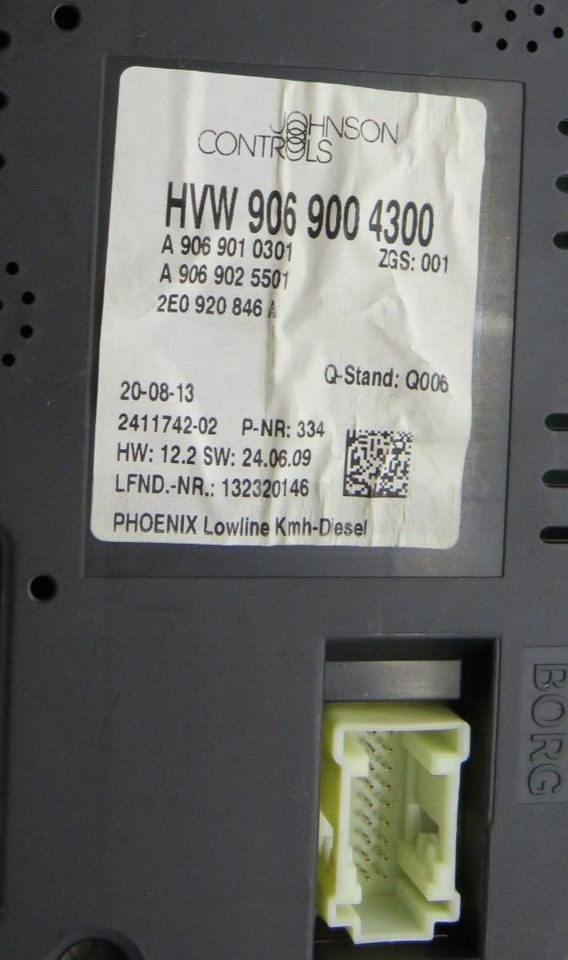 JOHNSON
CONTROLS
HVW 906 900 4300
A 906 901 0301
ZGS: 001
A 906 902 5501
2E0 920 846 A
Q-Stand: Q006
20-08-13
2411742-02 P-NR: 334
HW: 12.2 SW: 24.06.09
LFND.-NR.: 132320146
PHOENIX Lowline Kmh-Diesel
BORG